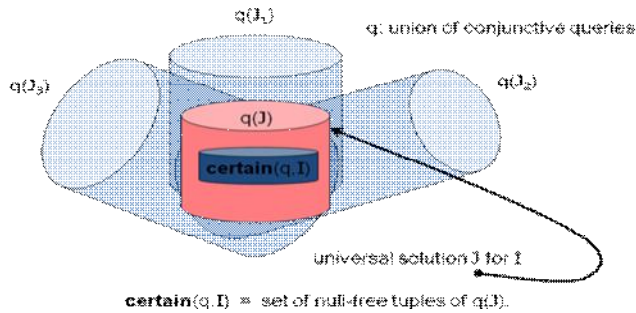 q(J₁)
q: union of conjunctive queries
q(J₃)
q(J₂)
q(J)
certain(q,I)
universal solution J for I
certain(q,I) = set of null-free tuples of q(J).